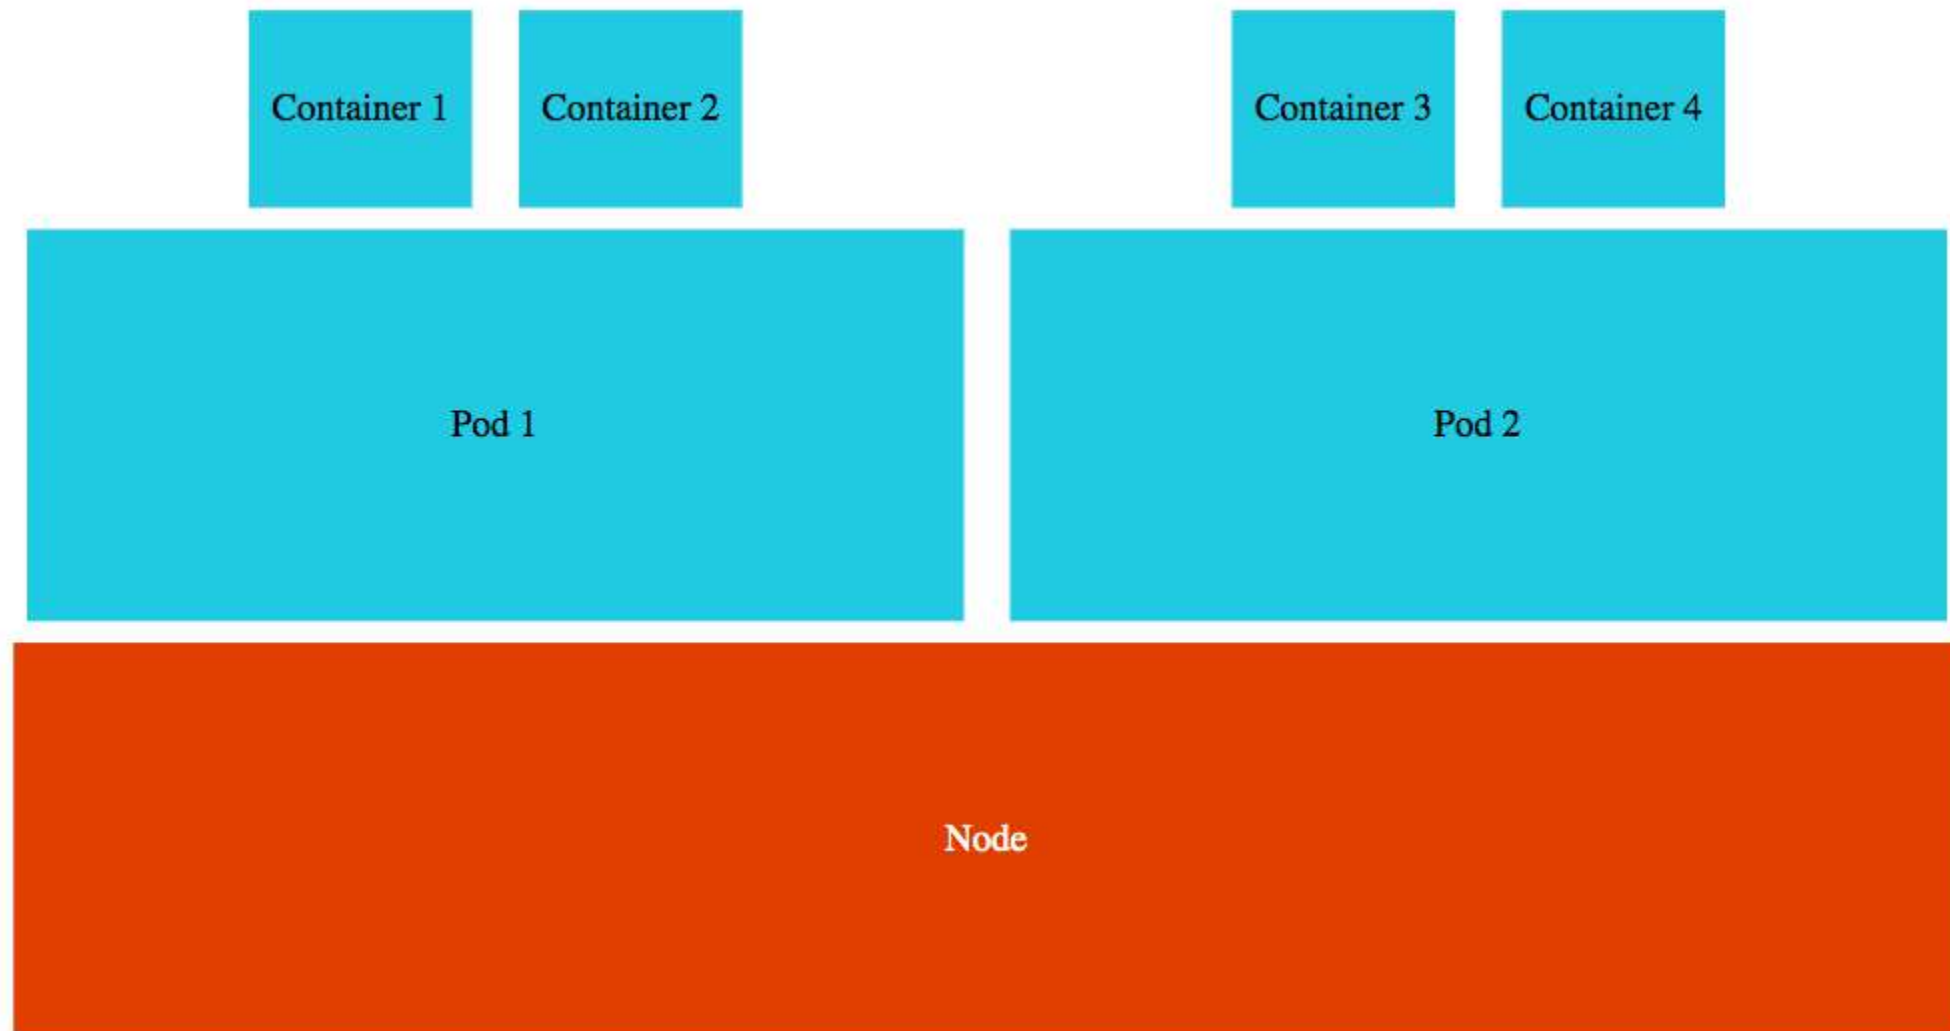 Container 1
Container 2
Container 3
Container 4
Pod 1
Pod 2
Node